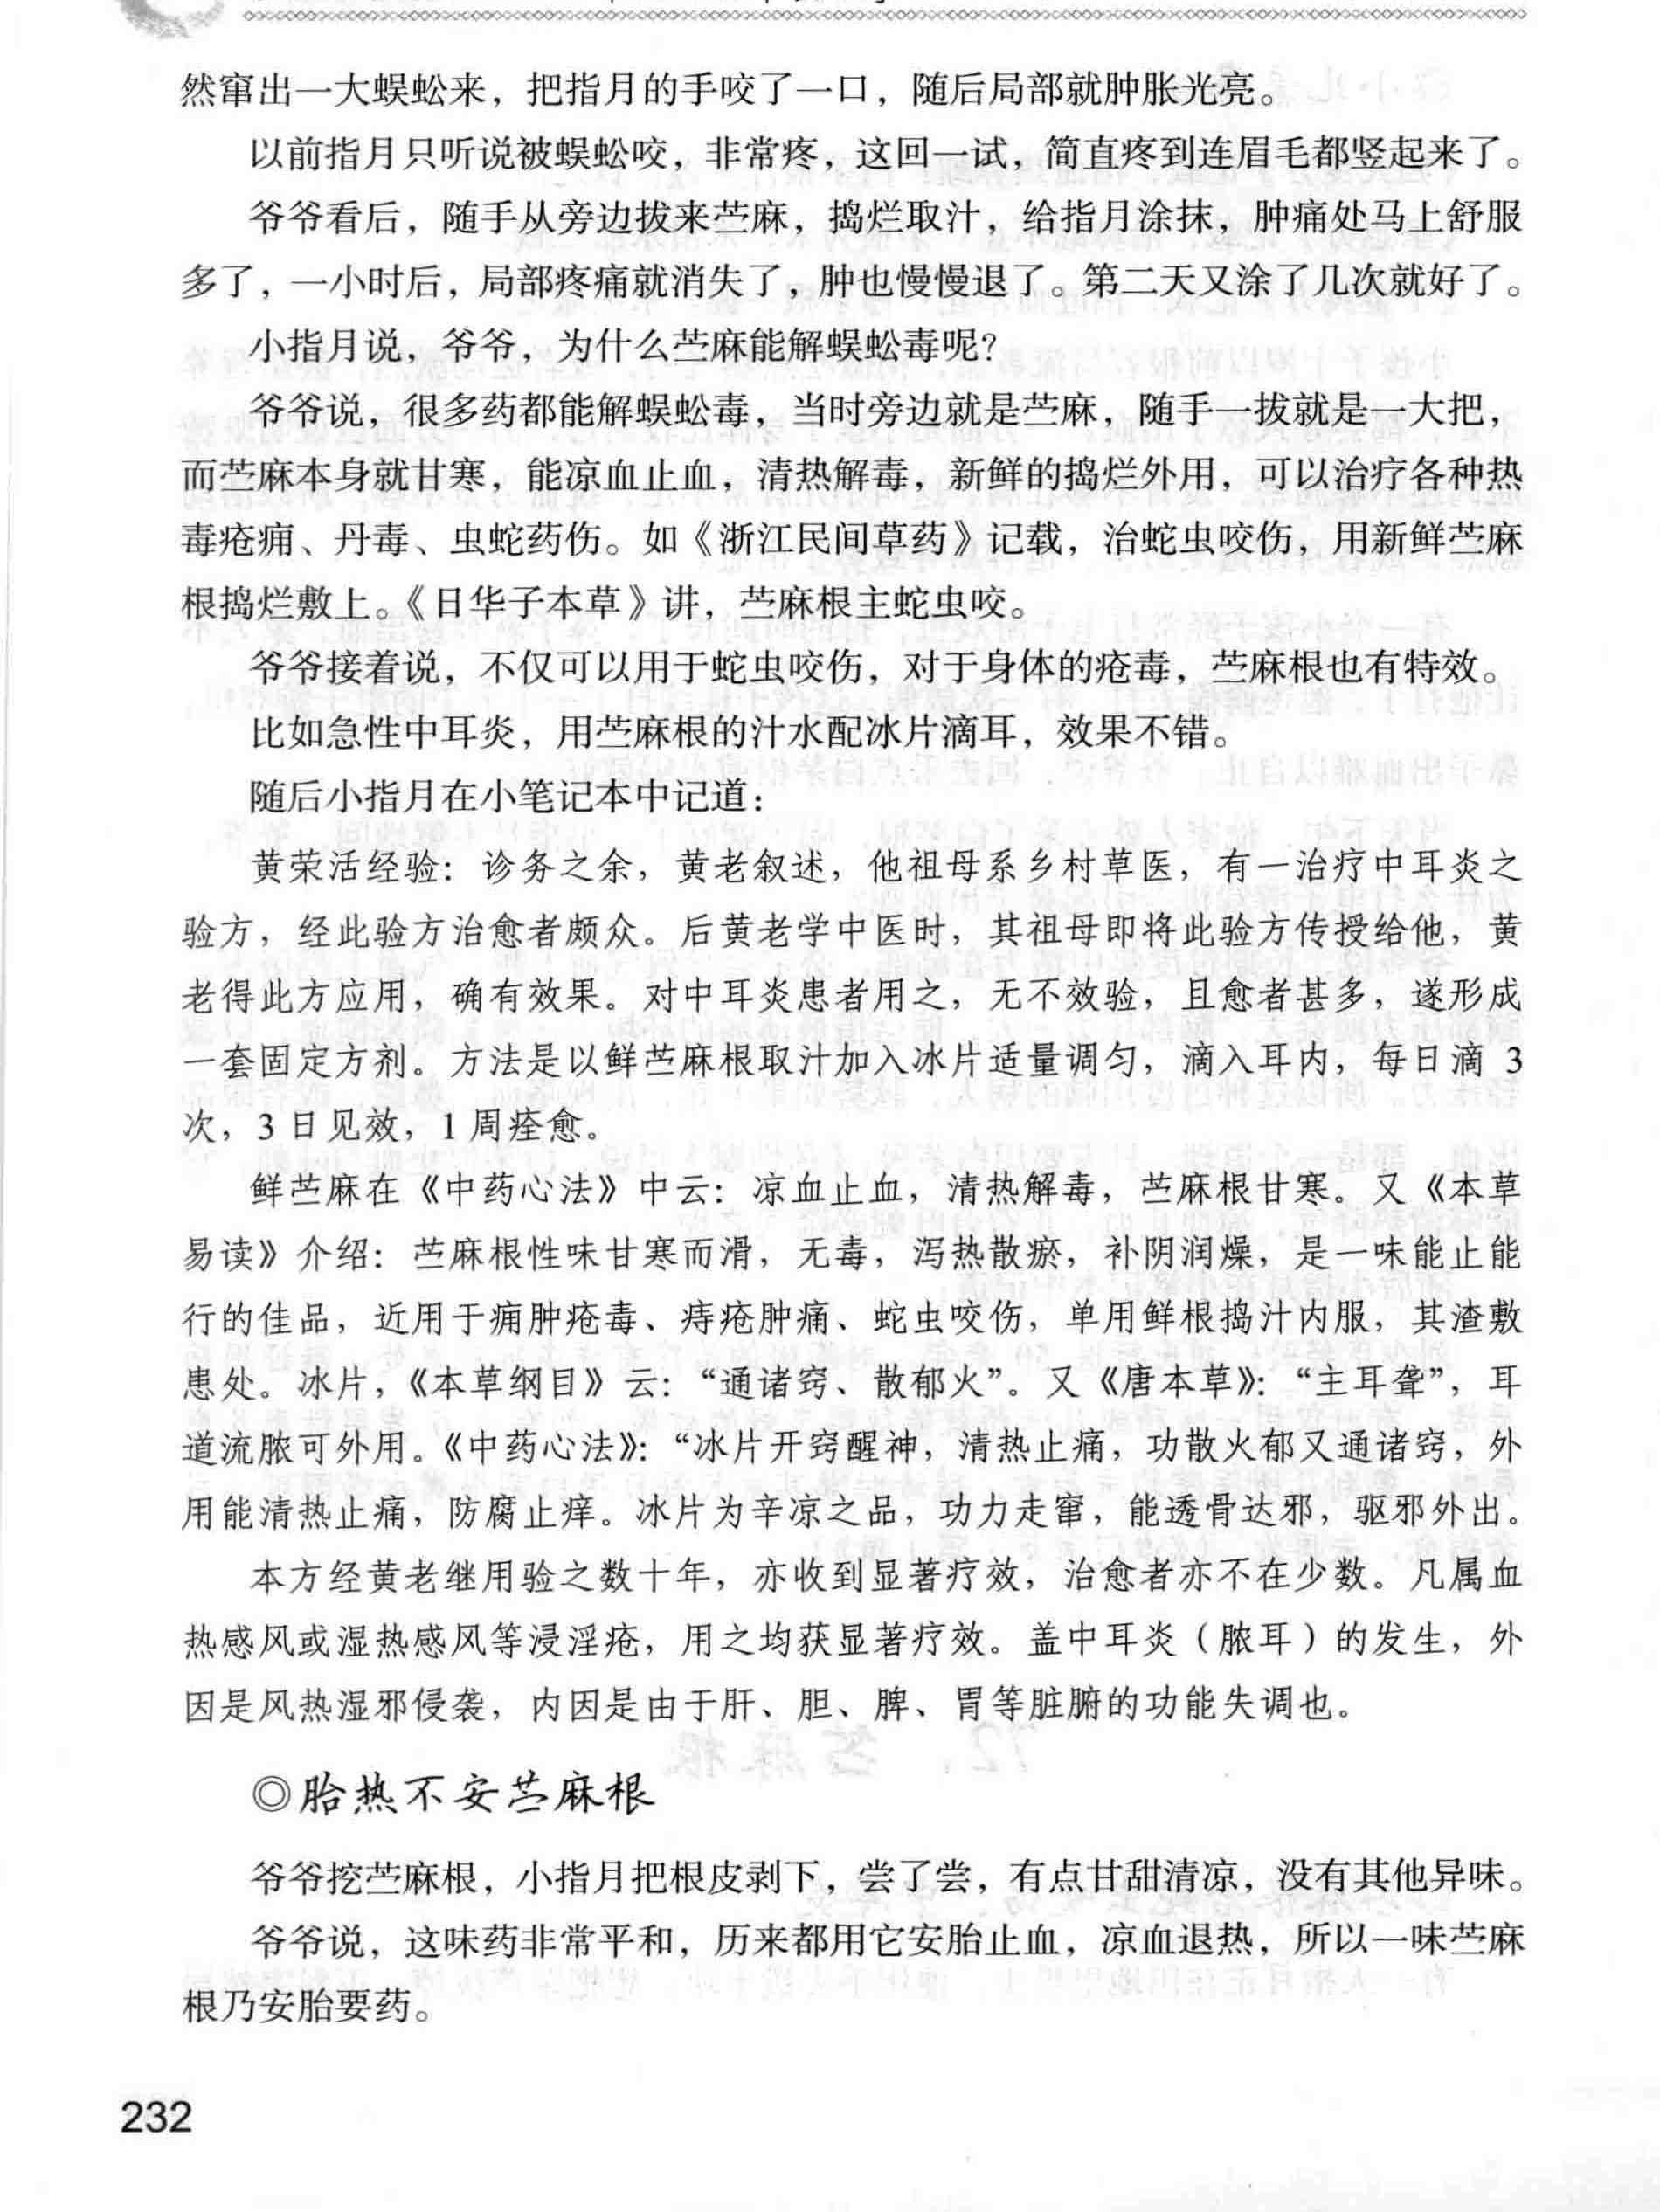 然窜出一大蜈蚣来，把指月的手咬了一口，随后局部就肿胀光亮。
以前指月只听说被蜈蚣咬，非常疼，这回一试，简直疼到连眉毛都竖起来了。
爷爷看后，随手从旁边拔来苎麻，捣烂取汁，给指月涂抹，肿痛处马上舒服
多了，一小时后，局部疼痛就消失了，肿也慢慢退了。第二天又涂了几次就好了。
小指月说，爷爷，为什么苎麻能解蜈蚣毒呢？
爷爷说，很多药都能解蜈蚣毒，当时旁边就是苎麻，随手一拔就是一大把，
而苎麻本身就甘寒，能凉血止血，清热解毒，新鲜的捣烂外用，可以治疗各种热
毒疮痈、丹毒、虫蛇药伤。如《浙江民间草药》记载，治蛇虫咬伤，用新鲜苎麻
根捣烂敷上。《日华子本草》讲，苎麻根主蛇虫咬。
爷爷接着说，不仅可以用于蛇虫咬伤，对于身体的疮毒，苎麻根也有特效。
比如急性中耳炎，用苎麻根的汁水配冰片滴耳，效果不错。
随后小指月在小笔记本中记道：
黄荣活经验：诊务之余，黄老叙述，他祖母系乡村草医，有一治疗中耳炎之
验方，经此验方治愈者颇众。后黄老学中医时，其祖母即将此验方传授给他，黄
老得此方应用，确有效果。对中耳炎患者用之，无不效验，且愈者甚多，遂形成
一套固定方剂。方法是以鲜苎麻根取汁加入冰片适量调匀，滴入耳内，每日滴 3
次，3 日见效，1 周痊愈。
鲜苎麻在《中药心法》中云：凉血止血，清热解毒，苎麻根甘寒。又《本草
易读》介绍：苎麻根性味甘寒而滑，无毒，泻热散瘀，补阴润燥，是一味能止能
行的佳品，近用于痈肿疮毒、痔疮肿痛、蛇虫咬伤，单用鲜根捣汁内服，其渣敷
患处。冰片，《本草纲目》云：“通诸窍、散郁火”。又《唐本草》：“主耳聋”，耳
道流脓可外用。《中药心法》：“冰片开窍醒神，清热止痛，功散火郁又通诸窍，外
用能清热止痛，防腐止痒。冰片为辛凉之品，功力走窜，能透骨达邪，驱邪外出。
本方经黄老继用验之数十年，亦收到显著疗效，治愈者亦不在少数。凡属血
热感风或湿热感风等浸淫疮，用之均获显著疗效。盖中耳炎（脓耳）的发生，外
因是风热湿邪侵袭，内因是由于肝、胆、脾、胃等脏腑的功能失调也。
◎胎热不安苎麻根
爷爷挖苎麻根，小指月把根皮剥下，尝了尝，有点甘甜清凉，没有其他异味。
爷爷说，这味药非常平和，历来都用它安胎止血，凉血退热，所以一味苎麻
根乃安胎要药。
232